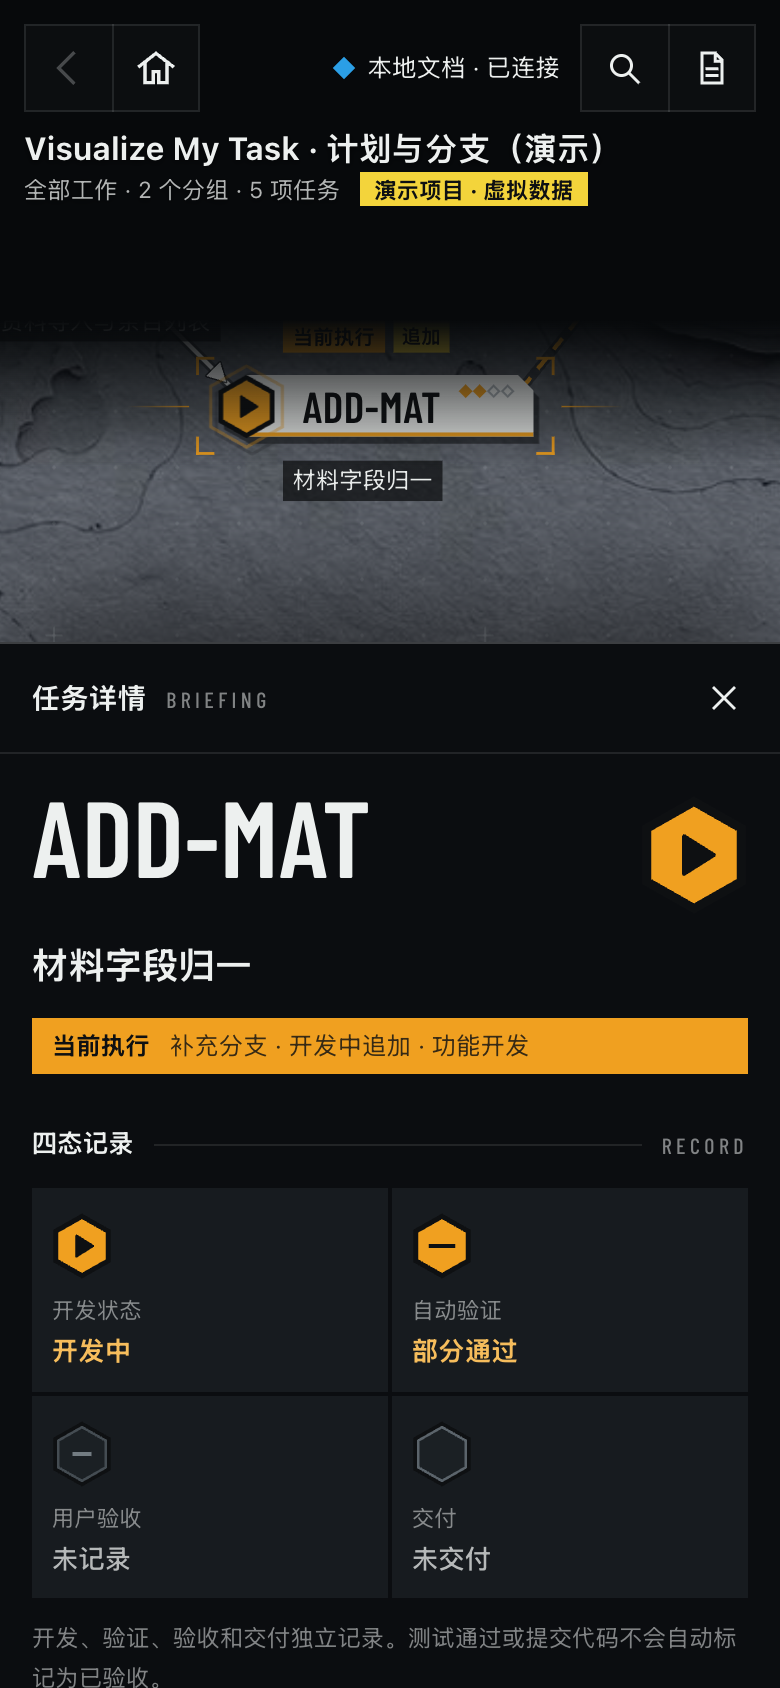 本地文档 · 已连接
Visualize My Task · 计划与分支（演示）
全部工作 · 2 个分组 · 5 项任务
演示项目 · 虚拟数据
当前执行 追加
ADD-MAT
材料字段归一
任务详情 BRIEFING
ADD-MAT
材料字段归一
当前执行 补充分支 · 开发中追加 · 功能开发
四态记录 RECORD
开发状态
开发中
自动验证
部分通过
用户验收
未记录
交付
未交付
开发、验证、验收和交付独立记录。测试通过或提交代码不会自动标
记为已验收。